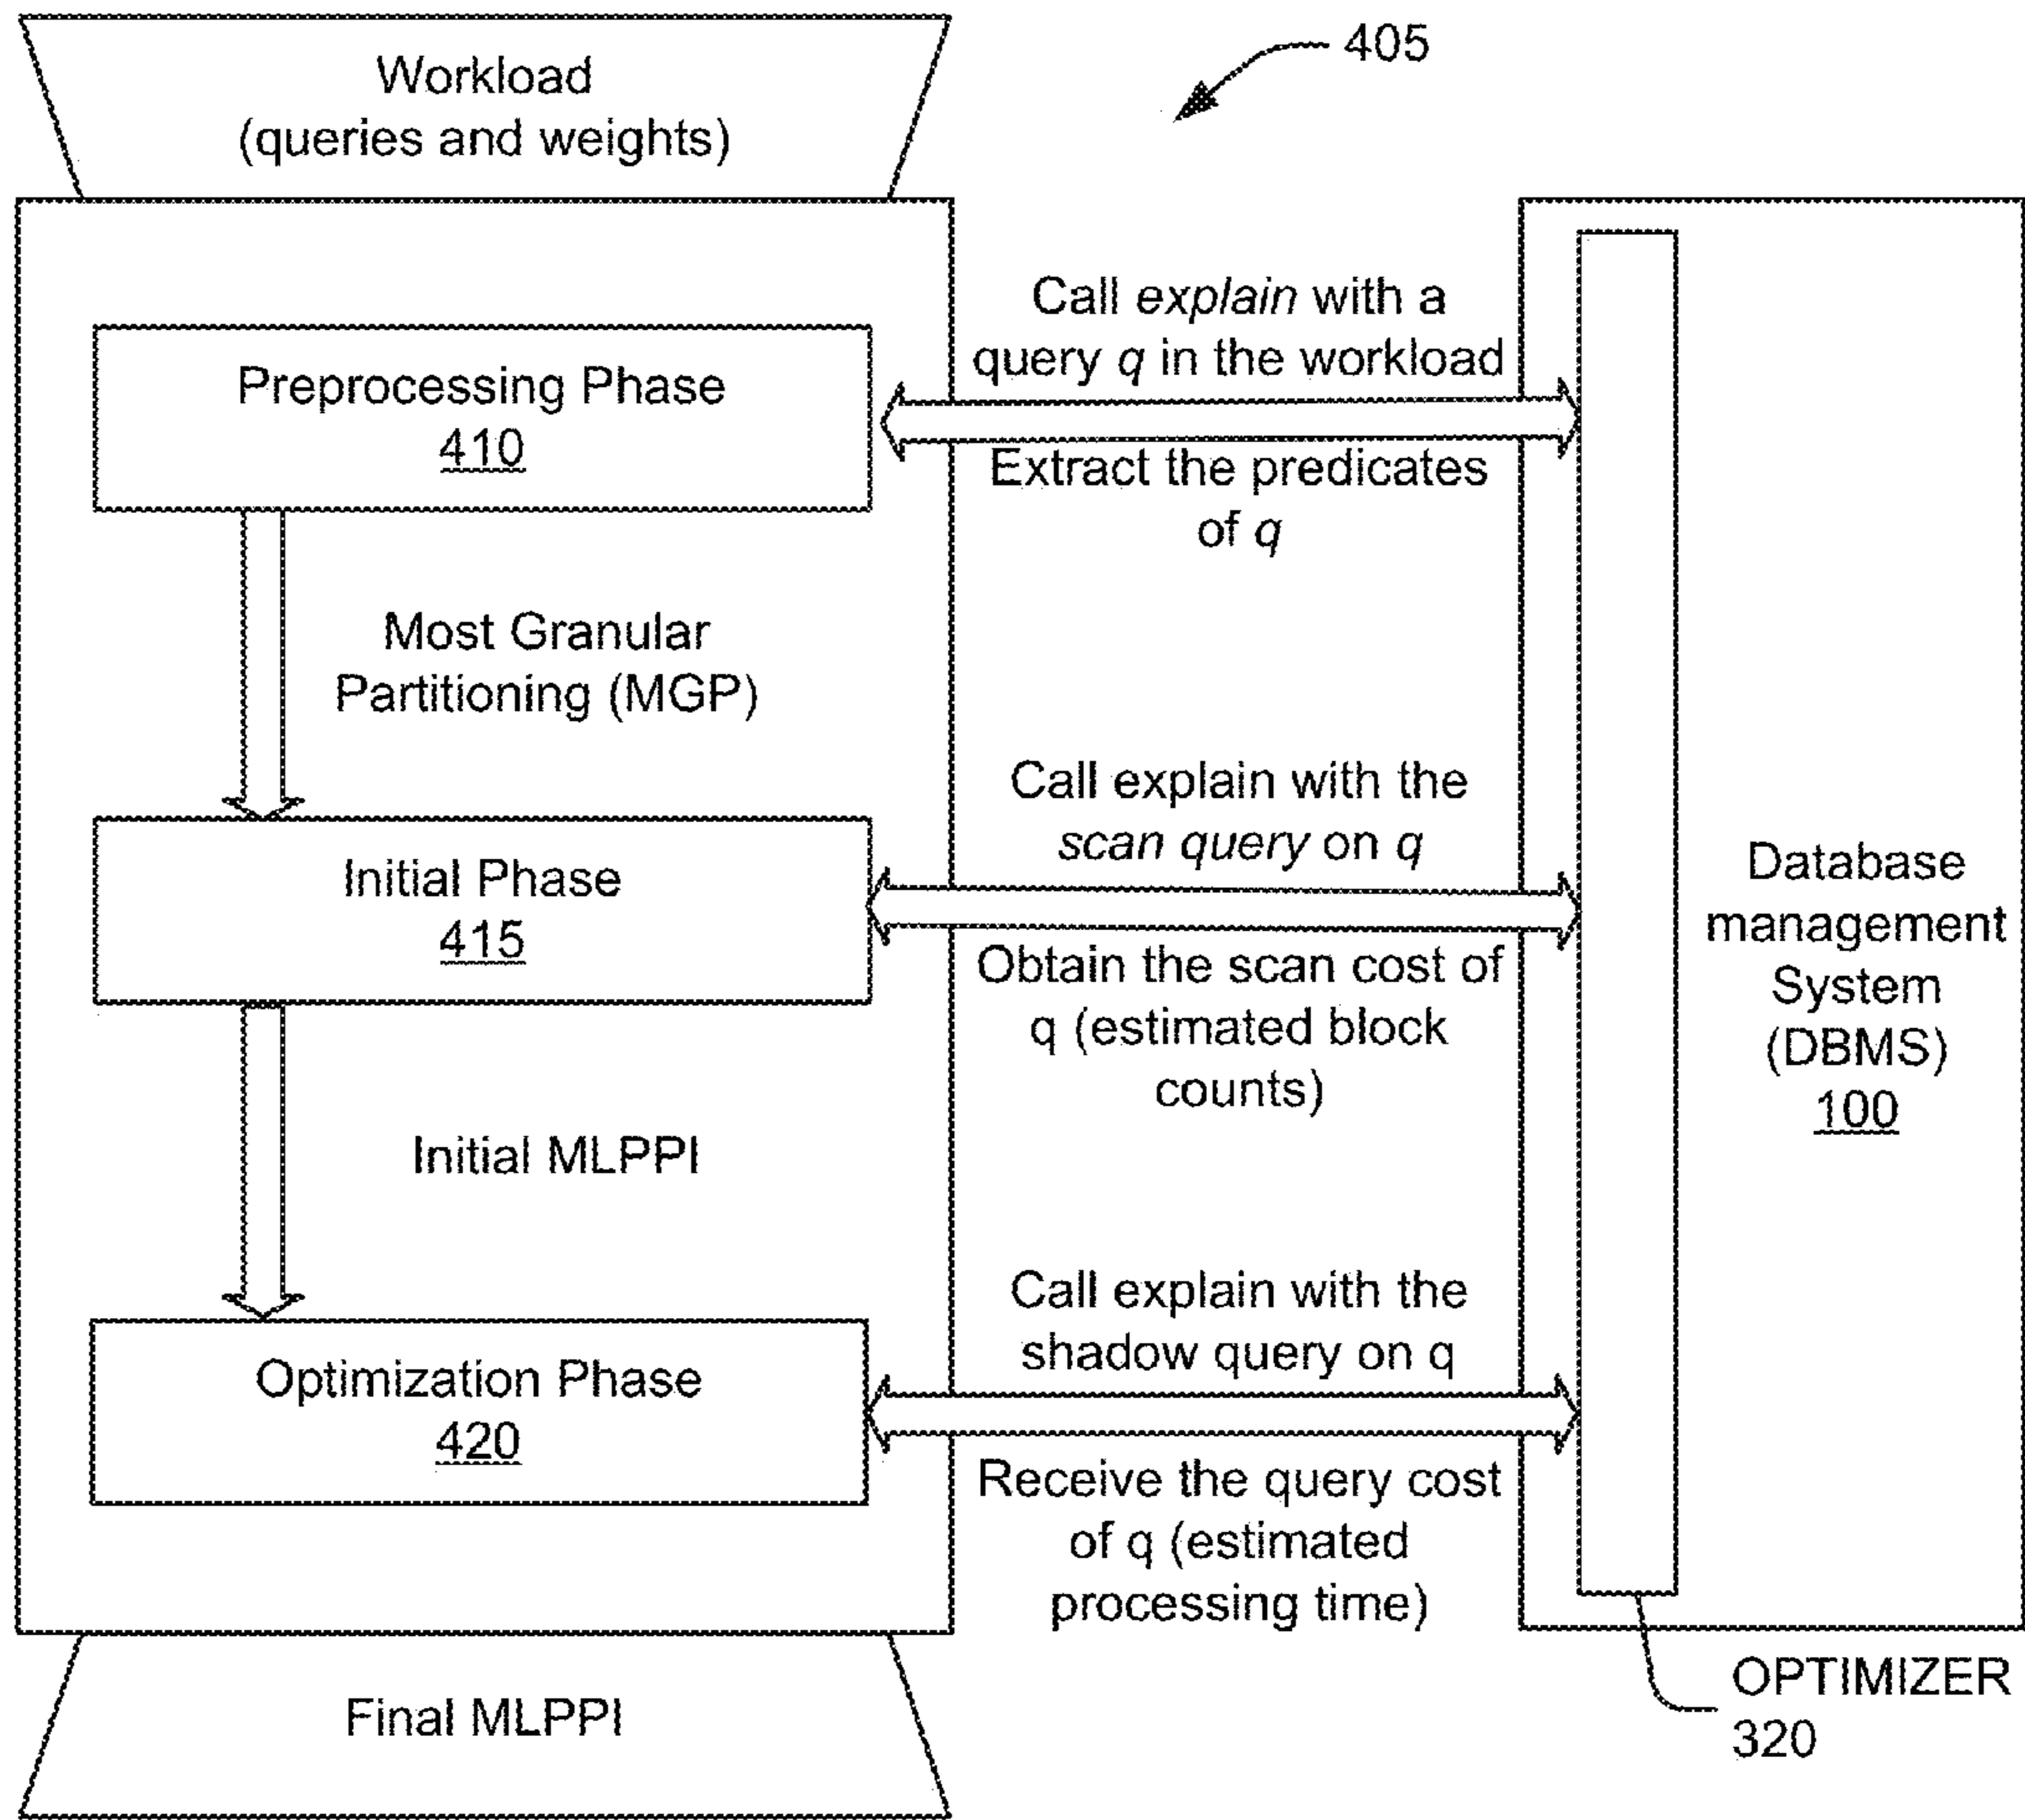 405
Workload
(queries and weights)
Call explain with a
query q in the workload
Preprocessing Phase
410
Extract the predicates
of q
Most Granular
Partitioning (MGP)
Call explain with the
scan query on q
Initial Phase
415
Obtain the scan cost of
q (estimated block
counts)
Database
management
System
(DBMS)
100
Initial MLPPI
Call explain with the
shadow query on q
Optimization Phase
420
Receive the query cost
of q (estimated
processing time)
OPTIMIZER
320
Final MLPPI